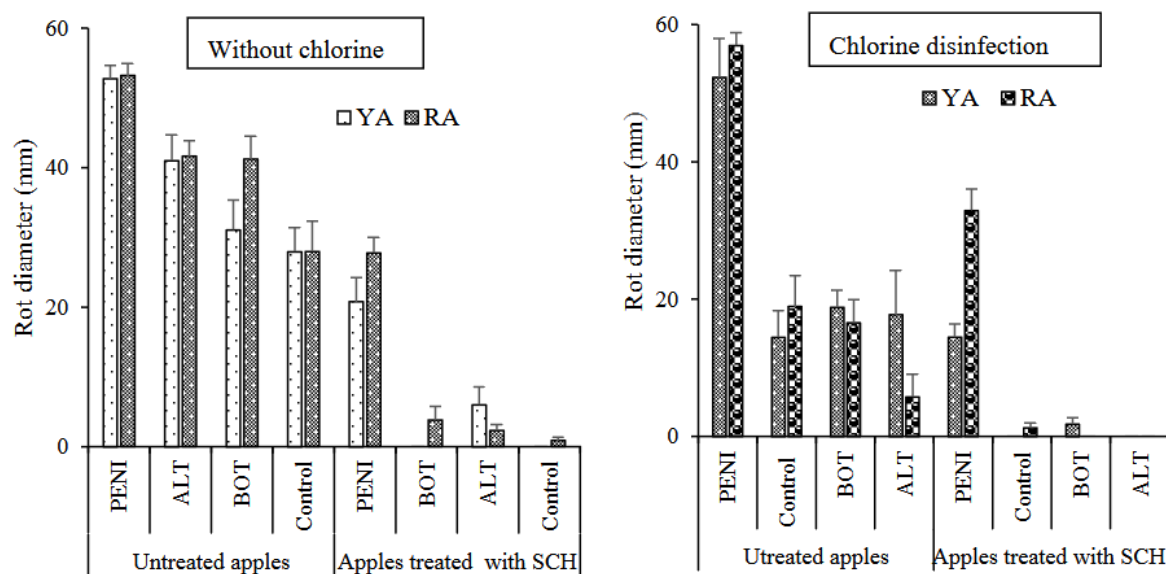 Without chlorine
YA RA
Rot diameter (mm)
60
40
20
0
PENI
ALT
BOT
Control
PENI
BOT
ALT
Control
Untreated apples
Apples treated with SCH
Chlorine disinfection
YA RA
Rot diameter (mm)
60
40
20
0
PENI
Control
BOT
ALT
PENI
Control
BOT
ALT
Utreated apples
Apples treated with SCH